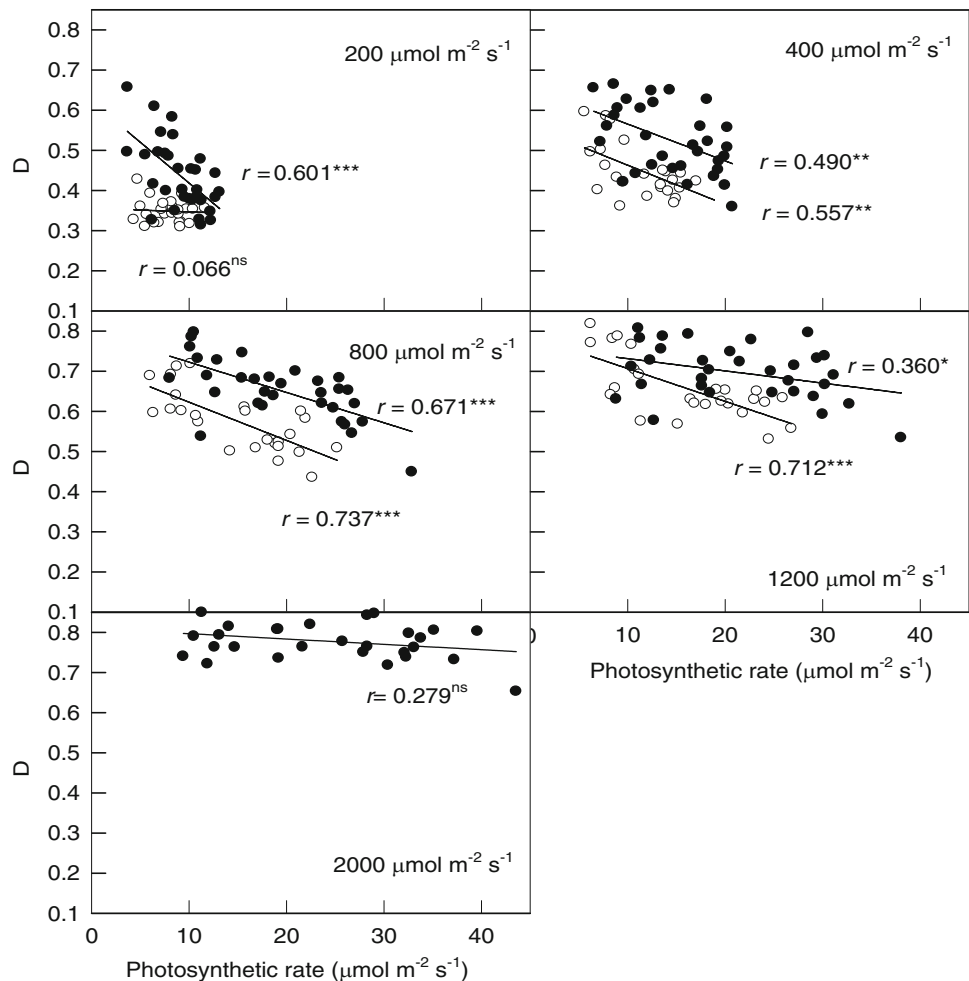 0.8
0.7
0.6
0.5
0.4
0.3
0.2
0.1
D
200 μmol m⁻² s⁻¹
r = 0.601***
r = 0.066ⁿˢ
400 μmol m⁻² s⁻¹
r = 0.490**
r = 0.557**
0.8
0.7
0.6
0.5
0.4
0.3
0.2
0.1
D
800 μmol m⁻² s⁻¹
r = 0.671***
r = 0.737***
r = 0.360*
r = 0.712***
1200 μmol m⁻² s⁻¹
0 10 20 30 40
Photosynthetic rate (μmol m⁻² s⁻¹)
0.8
0.7
0.6
0.5
0.4
0.3
0.2
0.1
D
r= 0.279ⁿˢ
2000 μmol m⁻² s⁻¹
0 10 20 30 40
Photosynthetic rate (μmol m⁻² s⁻¹)